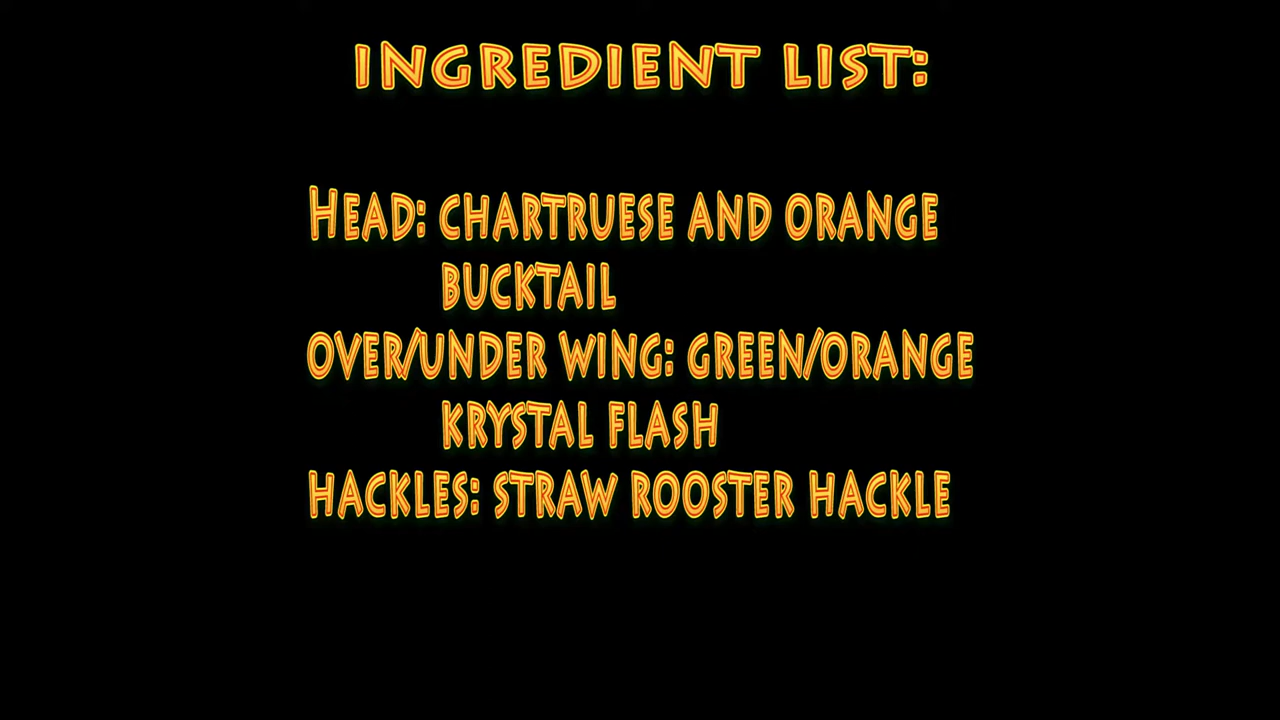 INGREDIENT LIST:
HEAD: CHARTRUESE AND ORANGE
BUCKTAIL
OVER/UNDER WING: GREEN/ORANGE
KRYSTAL FLASH
HACKLES: STRAW ROOSTER HACKLE